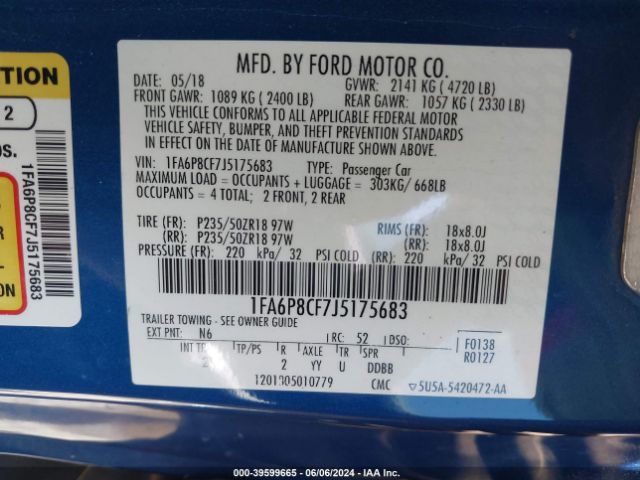 MFD. BY FORD MOTOR CO.
DATE: 05/18
GVWR: 2141 KG ( 4720 LB)
FRONT GAWR: 1089 KG ( 2400 LB)
REAR GAWR: 1057 KG ( 2330 LB)
THIS VEHICLE CONFORMS TO ALL APPLICABLE FEDERAL MOTOR
VEHICLE SAFETY, BUMPER, AND THEFT PREVENTION STANDARDS
IN EFFECT ON THE DATE OF MANUFACTURE SHOWN ABOVE.
VIN: 1FA6P8CF7J5175683 TYPE: Passenger Car
MAXIMUM LOAD = OCCUPANTS + LUGGAGE = 303KG/ 668LB
OCCUPANTS = 4 TOTAL; 2 FRONT, 2 REAR
TIRE (FR): P235/50ZR18 97W RIMS (FR): 18x8.0J
(RR): P235/50ZR18 97W (RR): 18x8.0J
PRESSURE (FR): 220 kPa/ 32 PSI COLD (RR): 220 kPa/ 32 PSI COLD
1FA6P8CF7J5175683
TRAILER TOWING - SEE OWNER GUIDE
EXT PNT: N6 RC: 52 DSO:
F0138
R0127
INT TR TP/PS R AXLE TR SPR
2 YY U DDBB
CMC 5U5A-5420472-AA
TION
2
OS.
1FA6P8CF7J5175683
000-39599665 - 06/06/2024 - IAA Inc.